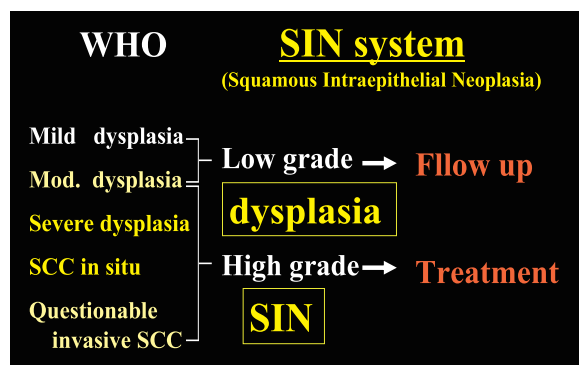 WHO
SIN system
(Squamous Intraepithelial Neoplasia)
Mild dysplasia
Mod. dysplasia
Severe dysplasia
SCC in situ
Questionable
invasive SCC
Low grade
dysplasia
High grade
SIN
Fllow up
Treatment